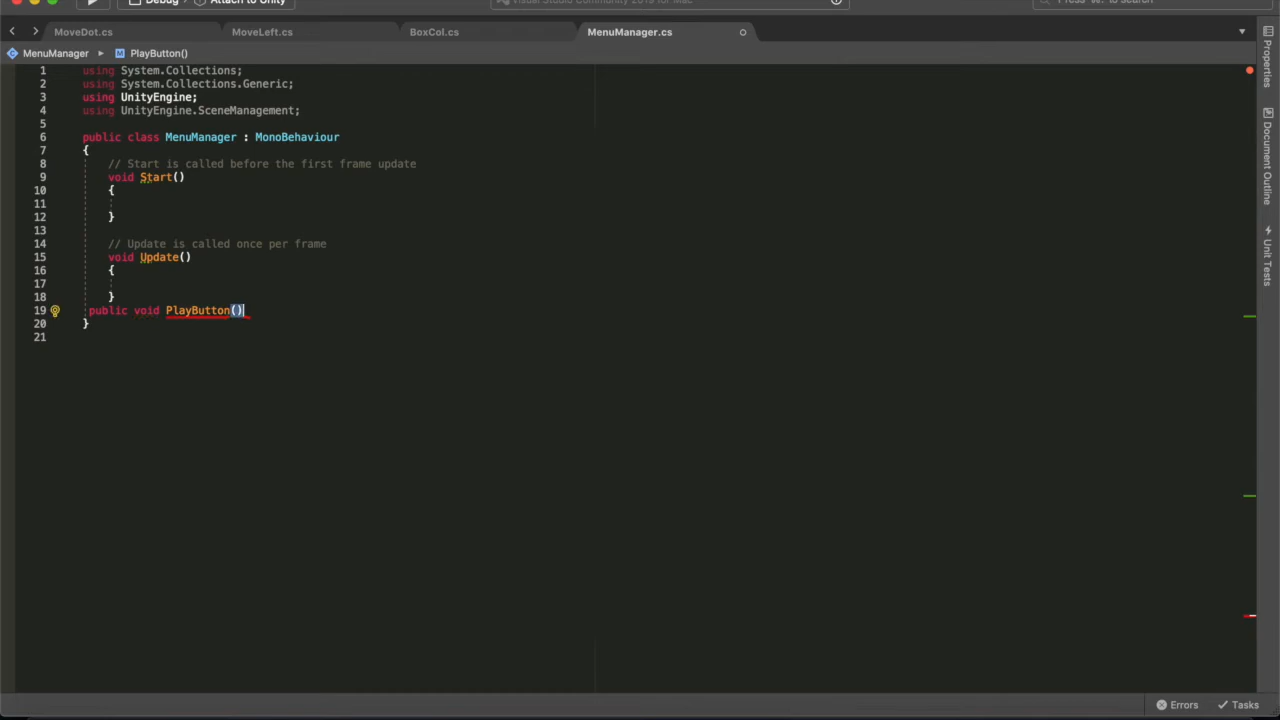 Debug
Attach to Unity
Visual Studio Community 2019 for Mac
Press '⌘.' to search
MoveDot.cs
MoveLeft.cs
BoxCol.cs
MenuManager.cs
MenuManager
PlayButton()
1 using System.Collections;
2 using System.Collections.Generic;
3 using UnityEngine;
4 using UnityEngine.SceneManagement;
5
6 public class MenuManager : MonoBehaviour
7 {
8 // Start is called before the first frame update
9 void Start()
10 {
11
12 }
13
14 // Update is called once per frame
15 void Update()
16 {
17
18 }
19 public void PlayButton()
20 }
21
Properties
Document Outline
Unit Tests
Errors
Tasks